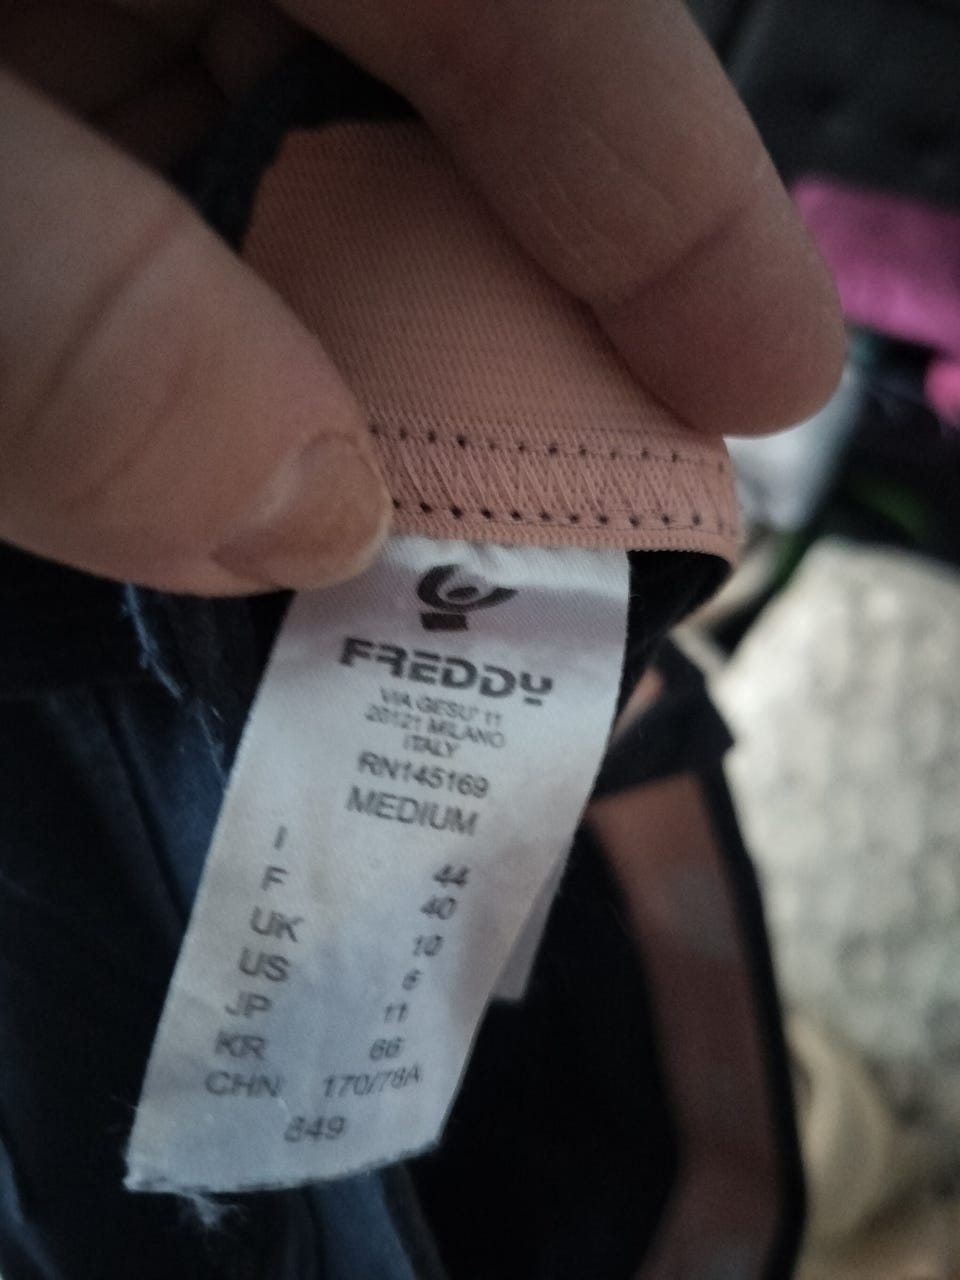 FREDDY
VIA GESU' 11
20121 MILANO
ITALY
RN145169
MEDIUM
I 44
F 40
UK 10
US 6
JP 11
KR 66
CHN 170/78A
849